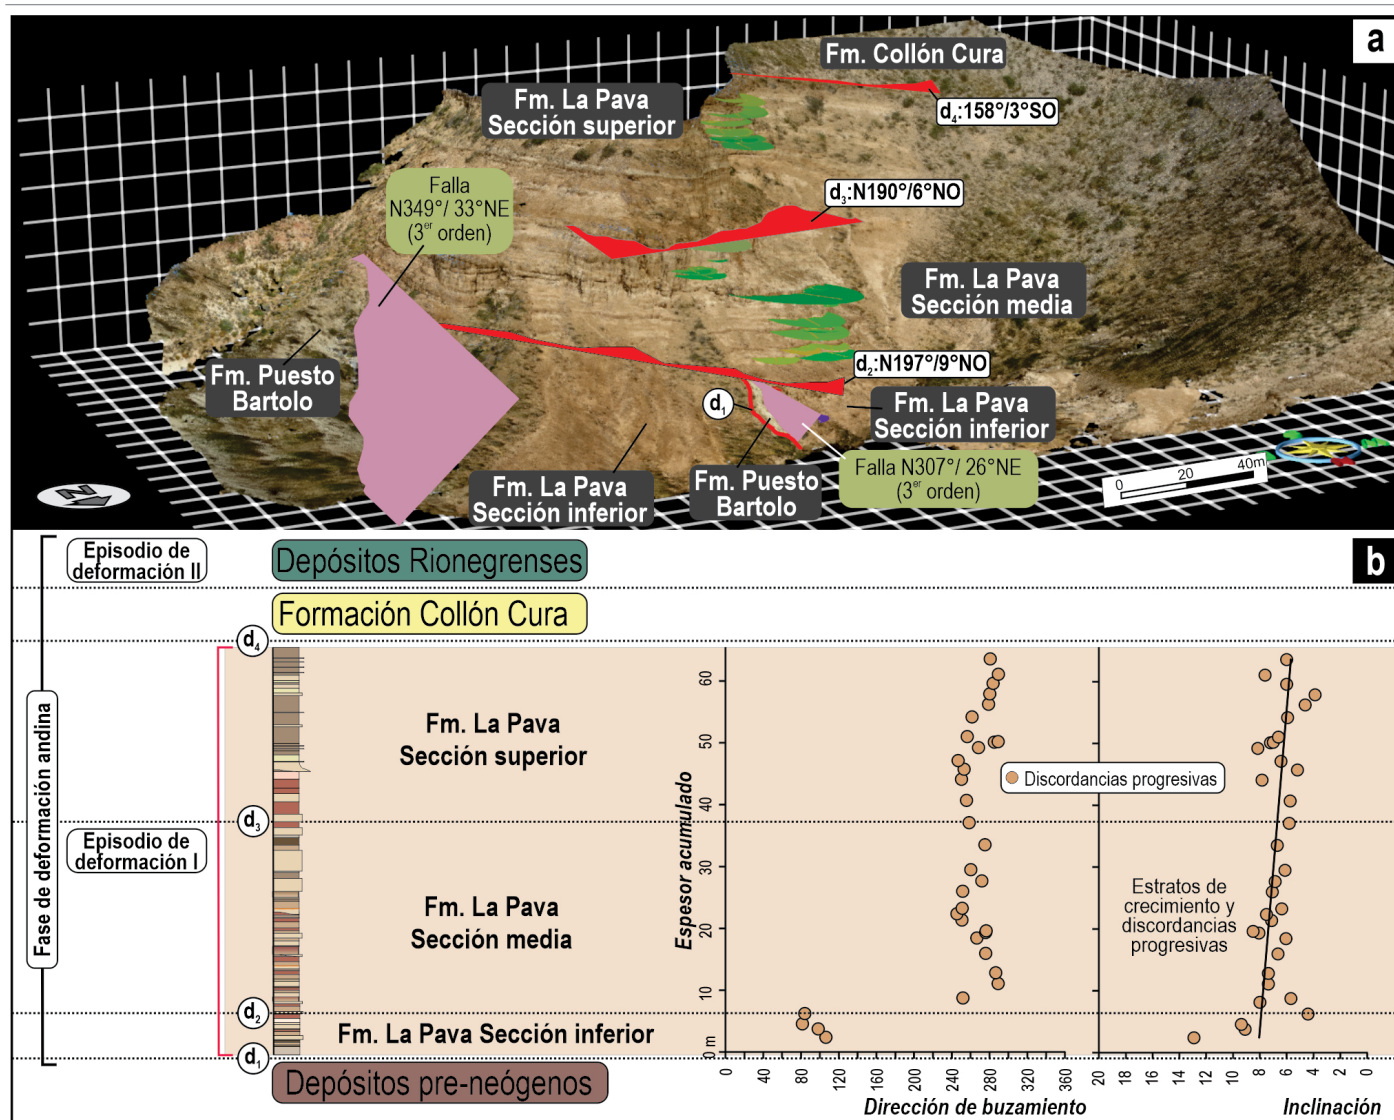 a
Fm. Collón Cura
d4:158°/3°SO
Fm. La Pava
Sección superior
Falla
N349°/ 33°NE
(3er orden)
d3:N190°/6°NO
Fm. La Pava
Sección media
Fm. Puesto
Bartolo
d2:N197°/9°NO
d1
Fm. La Pava
Sección inferior
Fm. La Pava
Sección inferior
Fm. Puesto
Bartolo
Falla N307°/ 26°NE
(3er orden)
0
20
40m
N
b
Fase de deformación andina
Episodio de
deformación II
Episodio de
deformación I
Depósitos Rionegrenses
Formación Collón Cura
d4
d3
d2
d1
Fm. La Pava
Sección superior
Fm. La Pava
Sección media
Fm. La Pava Sección inferior
Depósitos pre-neógenos
Espesor acumulado
60
50
40
30
20
10
0 m
Discordancias progresivas
Estratos de
crecimiento y
discordancias
progresivas
0 40 80 120 160 200 240 280 320 360
Dirección de buzamiento
20 18 16 14 12 10 8 6 4 2 0
Inclinación